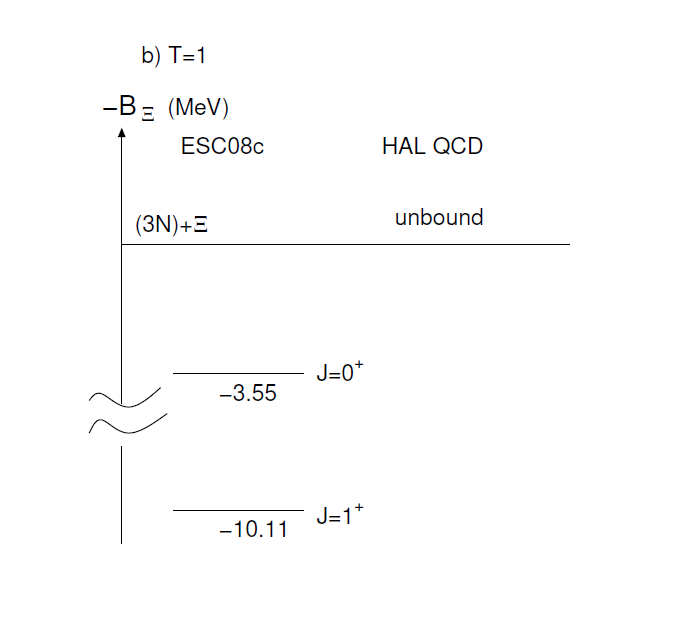 b) T=1
−B Ξ (MeV)
ESC08c HAL QCD
(3N)+Ξ unbound
J=0⁺
−3.55
J=1⁺
−10.11